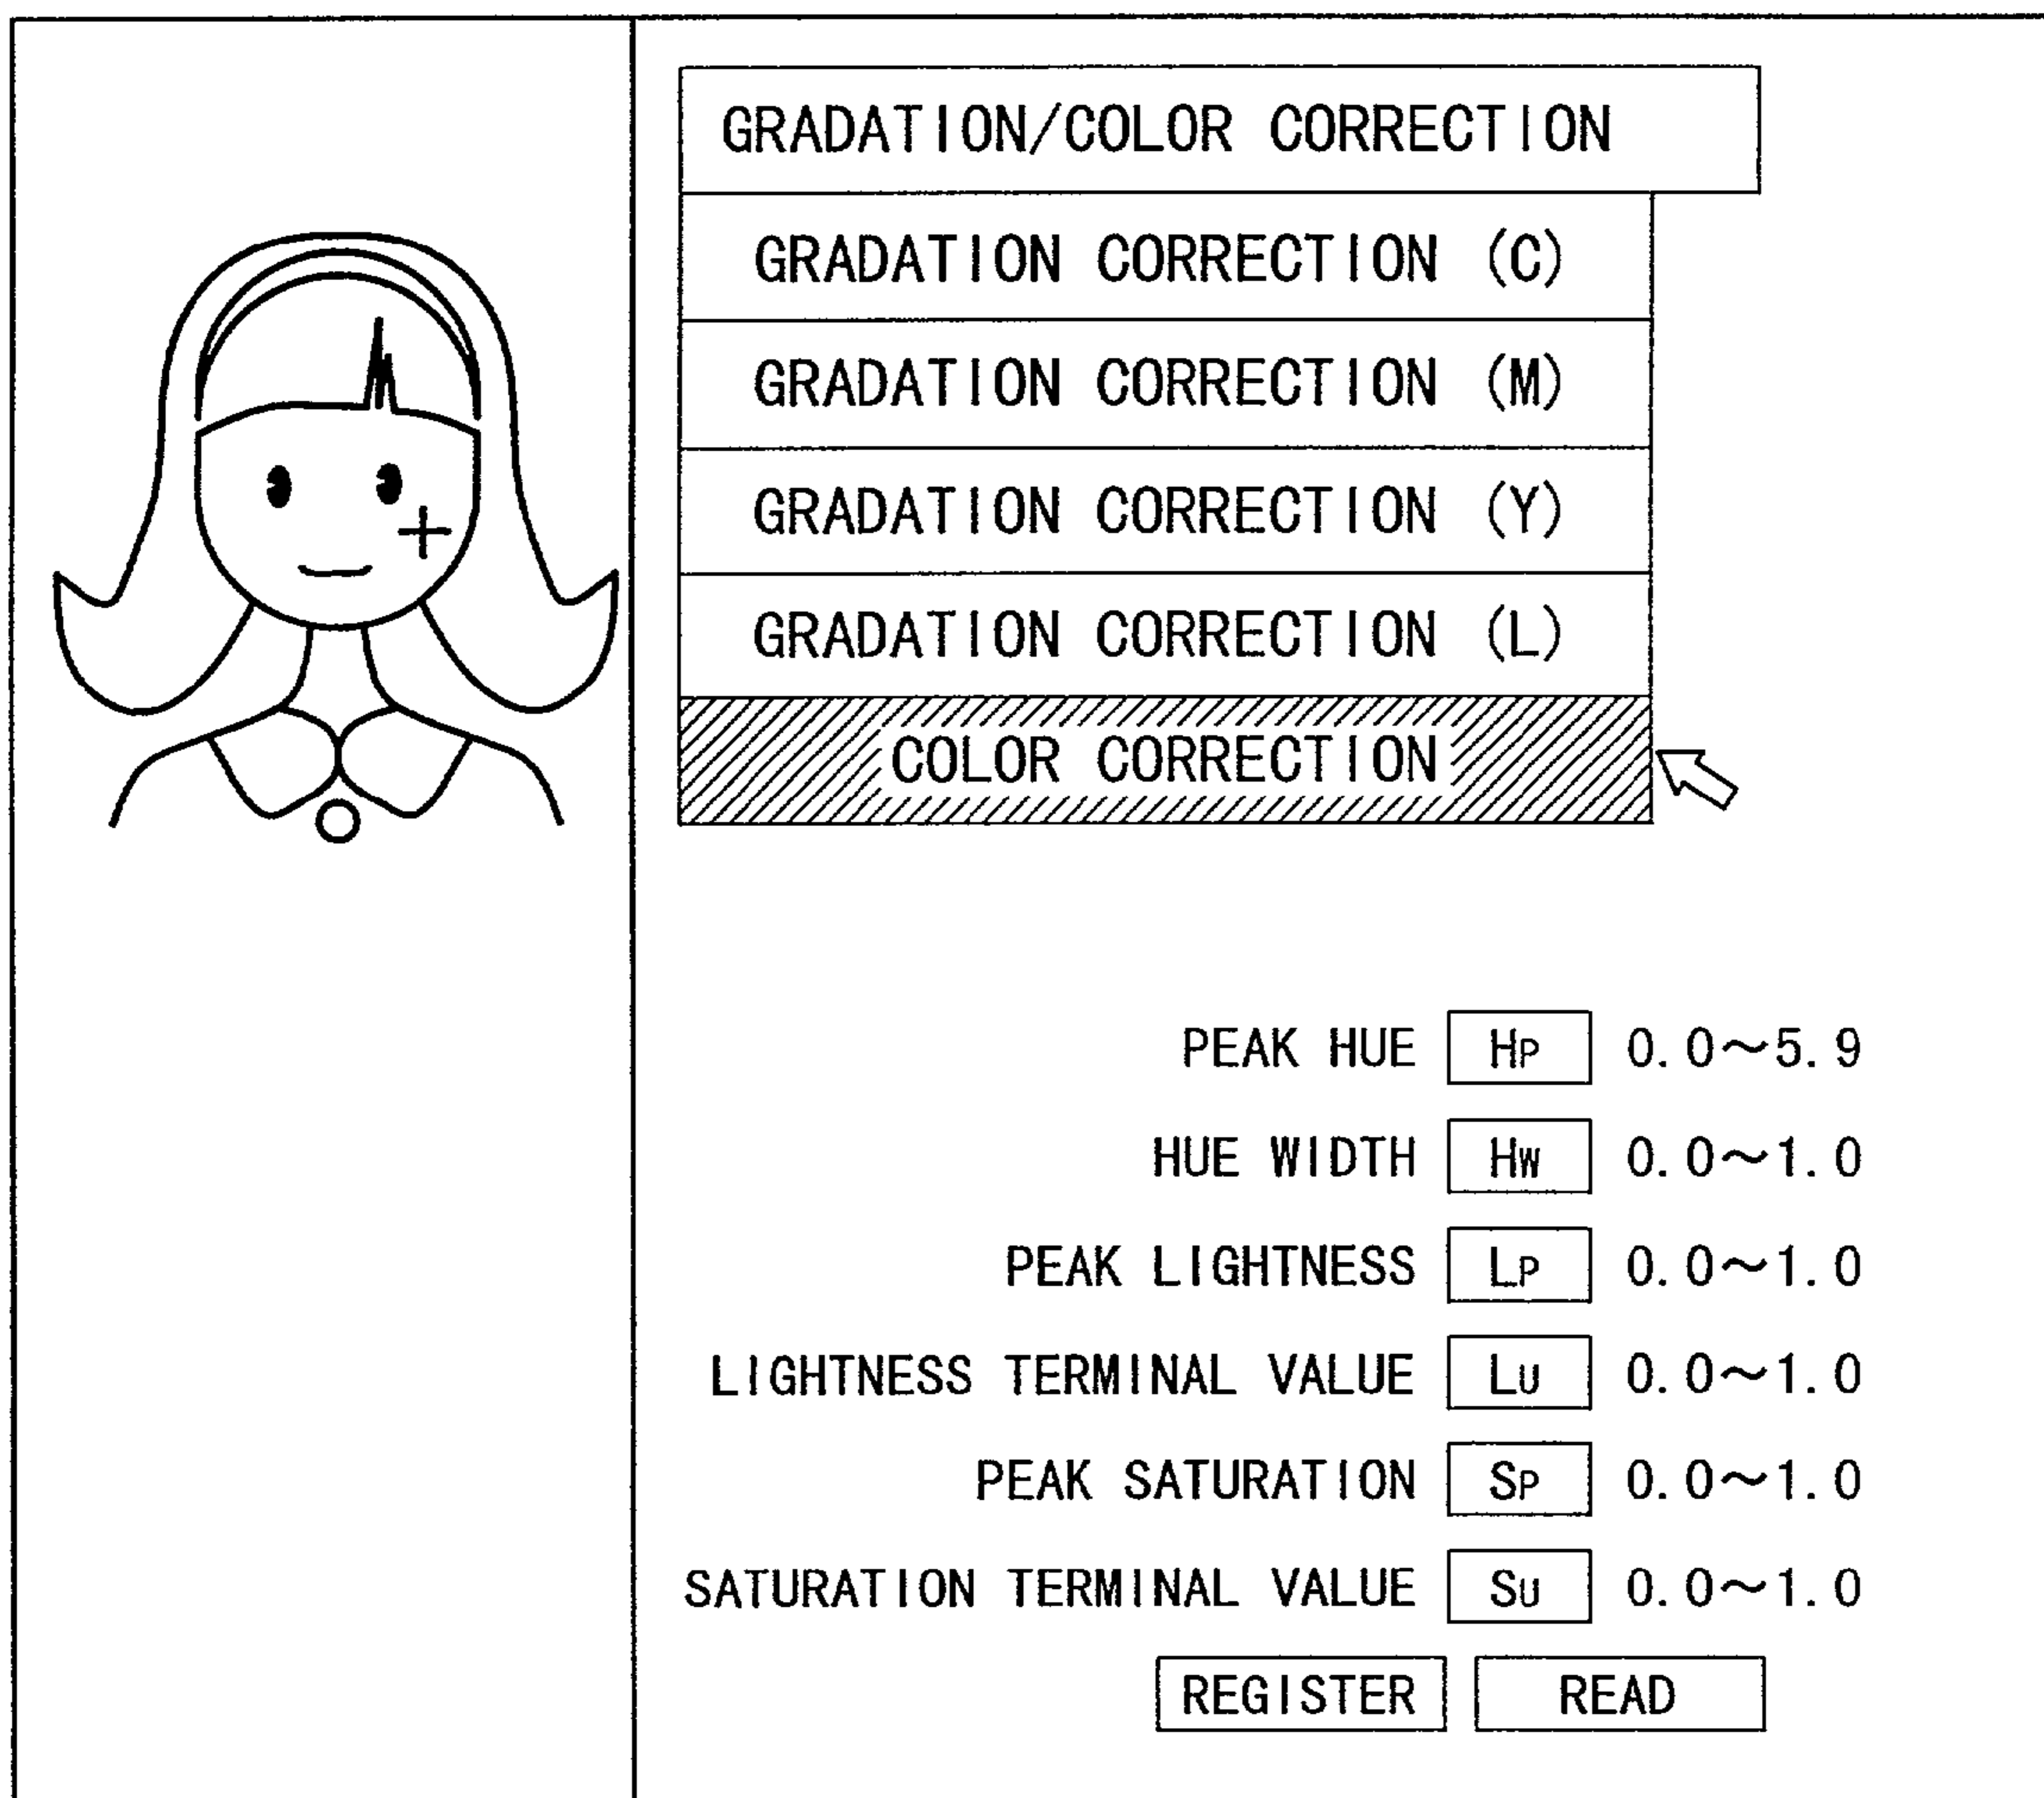 GRADATION/COLOR CORRECTION
GRADATION CORRECTION (C)
GRADATION CORRECTION (M)
GRADATION CORRECTION (Y)
GRADATION CORRECTION (L)
COLOR CORRECTION
PEAK HUE HP 0.0～5.9
HUE WIDTH HW 0.0～1.0
PEAK LIGHTNESS LP 0.0～1.0
LIGHTNESS TERMINAL VALUE LU 0.0～1.0
PEAK SATURATION SP 0.0～1.0
SATURATION TERMINAL VALUE SU 0.0～1.0
REGISTER READ